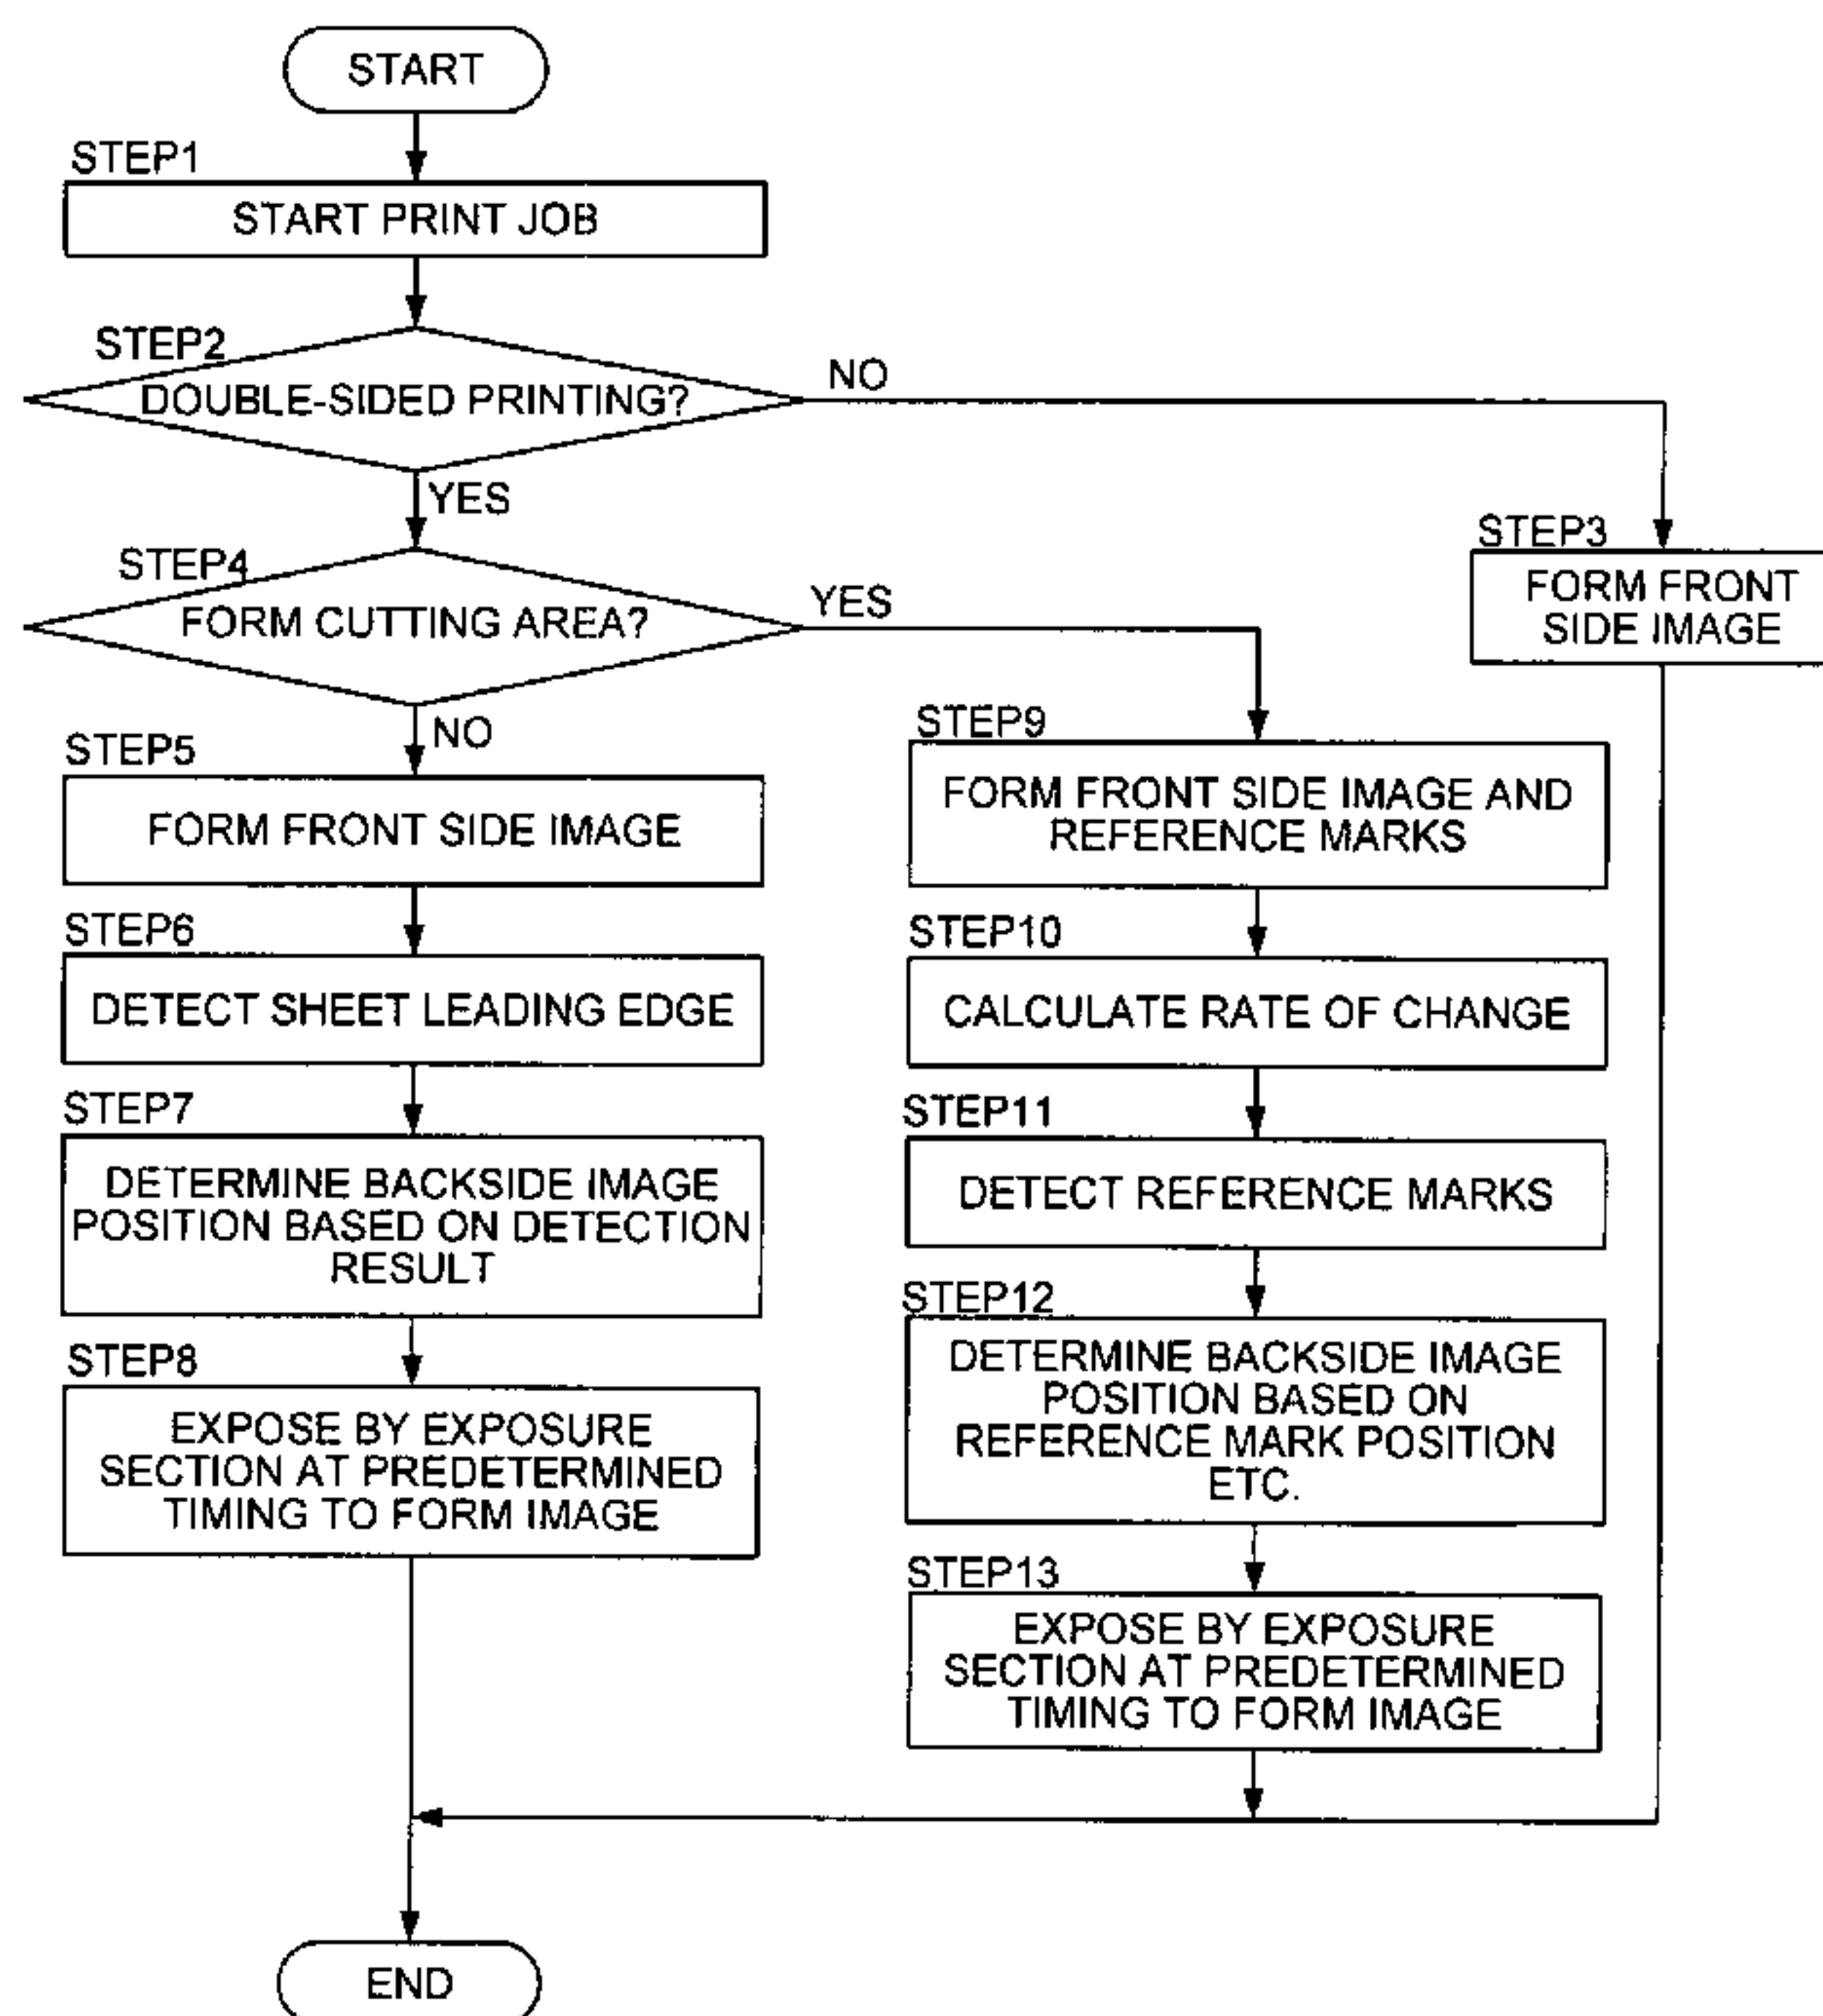 START
STEP1
START PRINT JOB
STEP2
DOUBLE-SIDED PRINTING?
NO
YES
STEP3
FORM FRONT
SIDE IMAGE
STEP4
FORM CUTTING AREA?
YES
NO
STEP5
FORM FRONT SIDE IMAGE
STEP6
DETECT SHEET LEADING EDGE
STEP7
DETERMINE BACKSIDE IMAGE
POSITION BASED ON DETECTION
RESULT
STEP8
EXPOSE BY EXPOSURE
SECTION AT PREDETERMINED
TIMING TO FORM IMAGE
STEP9
FORM FRONT SIDE IMAGE AND
REFERENCE MARKS
STEP10
CALCULATE RATE OF CHANGE
STEP11
DETECT REFERENCE MARKS
STEP12
DETERMINE BACKSIDE IMAGE
POSITION BASED ON
REFERENCE MARK POSITION
ETC.
STEP13
EXPOSE BY EXPOSURE
SECTION AT PREDETERMINED
TIMING TO FORM IMAGE
END